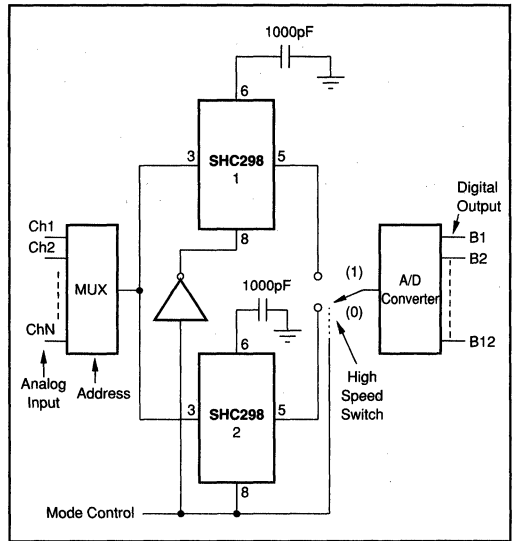 1000pF
6
3
SHC298
1
5
8
Ch1
Ch2
ChN
MUX
Analog
Input
Address
1000pF
6
3
SHC298
2
5
8
Mode Control
(1)
(0)
High
Speed
Switch
A/D
Converter
Digital
Output
B1
B2
B12